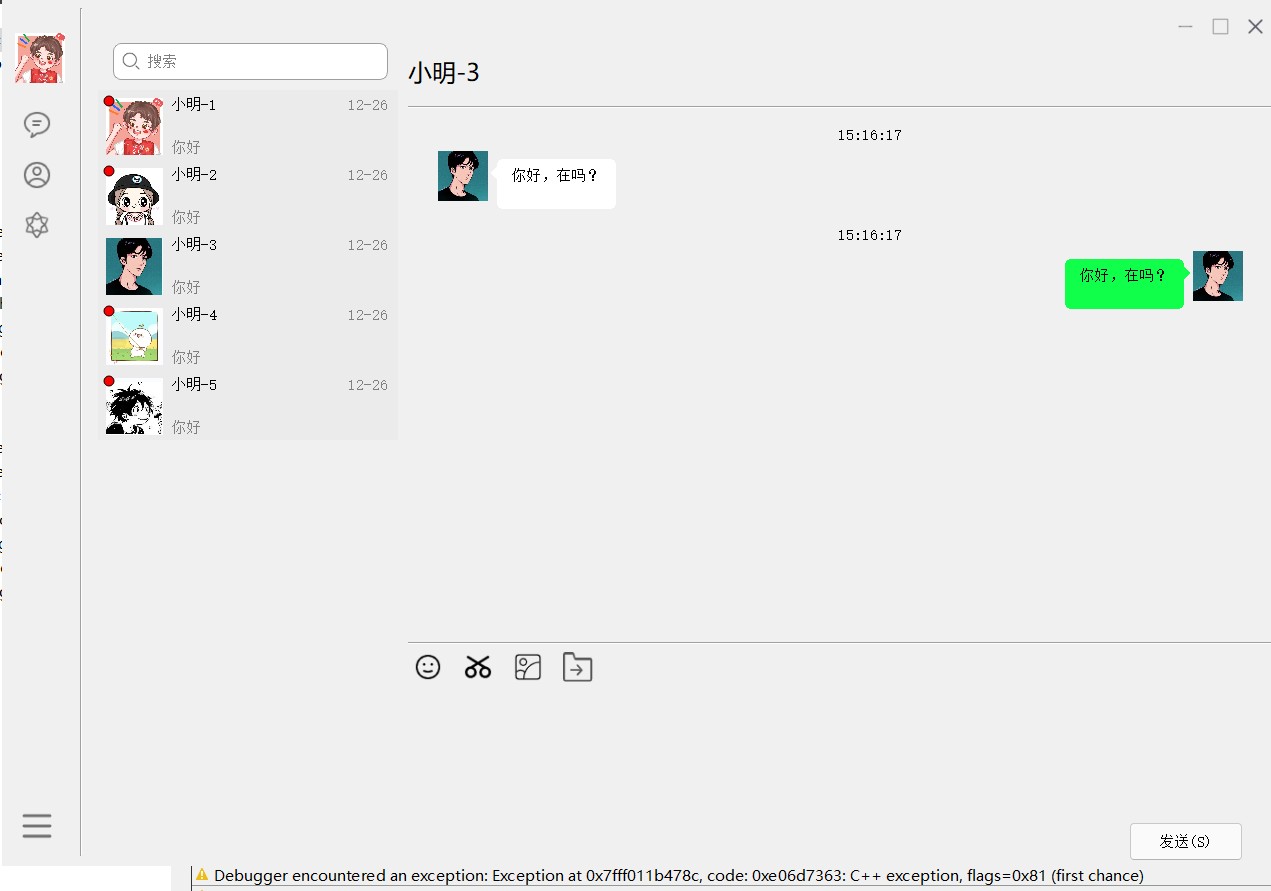 搜索
小明-1 12-26
你好
小明-2 12-26
你好
小明-3 12-26
你好
小明-4 12-26
你好
小明-5 12-26
你好
小明-3
15:16:17
你好，在吗？
15:16:17
你好，在吗？
发送(S)
Debugger encountered an exception: Exception at 0x7fff011b478c, code: 0xe06d7363: C++ exception, flags=0x81 (first chance)